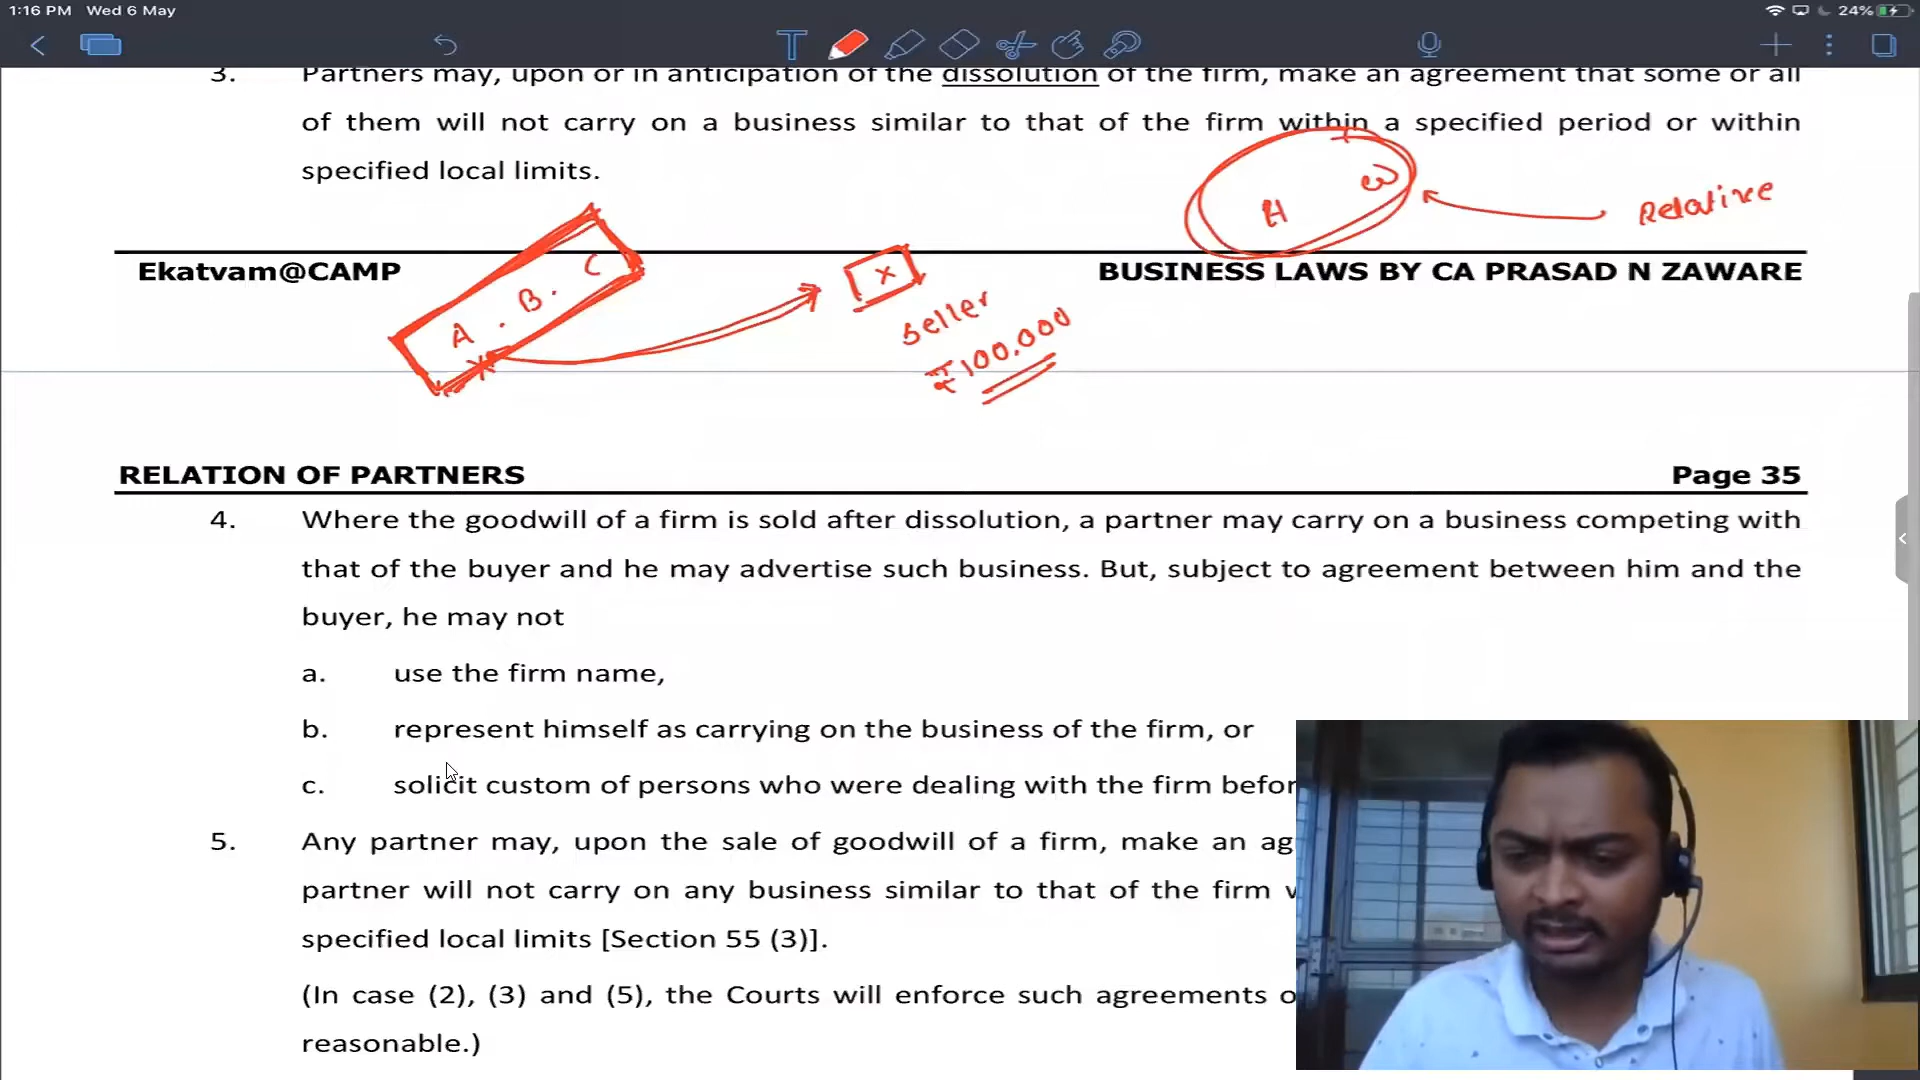 1:16 PM Wed 6 May
24%
T
3. Partners may, upon or in anticipation of the dissolution of the firm, make an agreement that some or all
of them will not carry on a business similar to that of the firm within a specified period or within
specified local limits.
H W
Relative
Ekatvam@CAMP
BUSINESS LAWS BY CA PRASAD N ZAWARE
A . B . C
x
Seller
₹100,000
RELATION OF PARTNERS
Page 35
4. Where the goodwill of a firm is sold after dissolution, a partner may carry on a business competing with
that of the buyer and he may advertise such business. But, subject to agreement between him and the
buyer, he may not
a. use the firm name,
b. represent himself as carrying on the business of the firm, or
c. solicit custom of persons who were dealing with the firm befor
5. Any partner may, upon the sale of goodwill of a firm, make an ag
partner will not carry on any business similar to that of the firm
specified local limits [Section 55 (3)].
(In case (2), (3) and (5), the Courts will enforce such agreements
reasonable.)